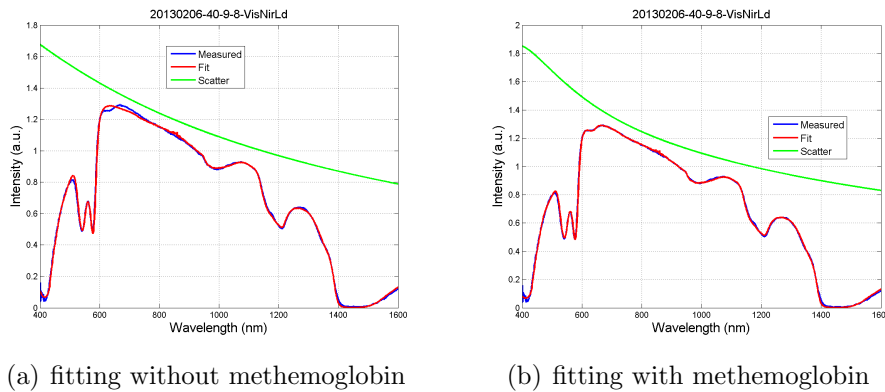 20130206-40-9-8-VisNirLd
Intensity (a.u.)
1.8
1.6
1.4
1.2
1
0.8
0.6
0.4
0.2
0
Measured
Fit
Scatter
400 600 800 1000 1200 1400 1600
Wavelength (nm)
(a) fitting without methemoglobin
20130206-40-9-8-VisNirLd
Intensity (a.u.)
2
1.8
1.6
1.4
1.2
1
0.8
0.6
0.4
0.2
0
Measured
Fit
Scatter
400 600 800 1000 1200 1400 1600
Wavelength (nm)
(b) fitting with methemoglobin